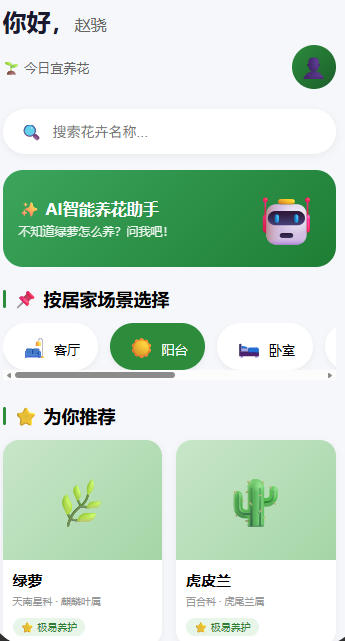 你好，赵骁
今日宜养花
搜索花卉名称...
AI智能养花助手
不知道绿萝怎么养？问我吧！
按居家场景选择
客厅 阳台 卧室
为你推荐
绿萝 虎皮兰
天南星科 · 麒麟叶属 百合科 · 虎尾兰属
极易养护 极易养护